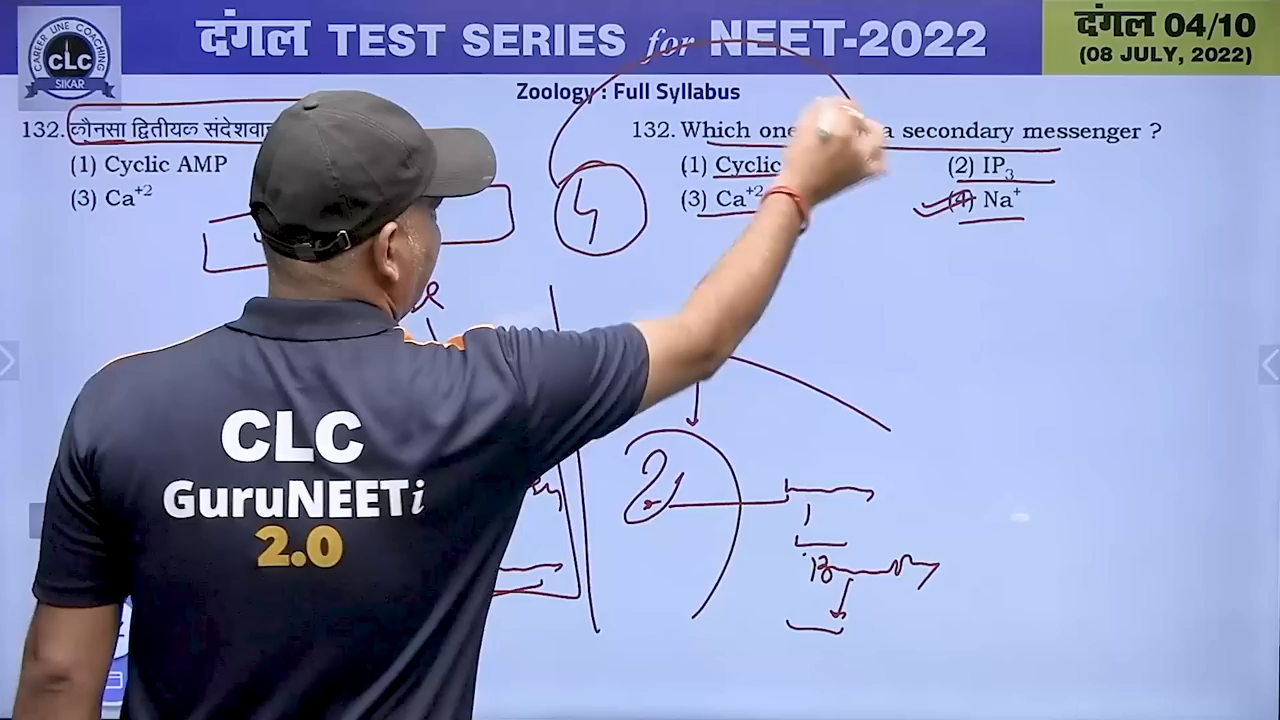 CAREER LINE COACHING
CLC
SIKAR
दंगल TEST SERIES for NEET-2022
दंगल 04/10
(08 JULY, 2022)
Zoology : Full Syllabus
132. कौनसा द्वितीयक
(1) Cyclic AMP
(3) Ca+2
132. Which one a secondary messenger ?
(1) Cyclic
(2) IP3
(3) Ca+2
(4) Na+
4
CLC
GuruNEETi
2.0